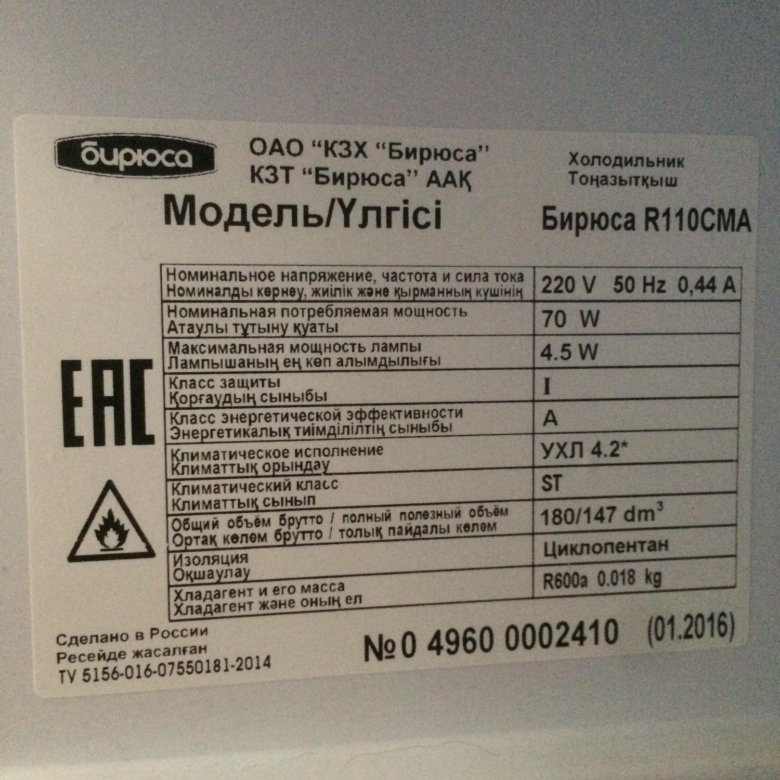 бирюса
ОАО "КЗХ "Бирюса"
КЗТ "Бирюса" ААҚ
Холодильник
Тоңазытқыш
Модель/Үлгісі
Бирюса R110CMA
Номинальное напряжение, частота и сила тока
Номиналды кернеу, жиілік және қырманның күшінің
220 V 50 Hz 0,44 A
Номинальная потребляемая мощность
Атаулы тұтыну қуаты
70 W
Максимальная мощность лампы
Лампышаның ең көп алымдылығы
4.5 W
Класс защиты
Қорғаудың сыныбы
I
Класс энергетической эффективности
Энергетикалық тиімділілтің сыныбы
A
Климатическое исполнение
Климаттық орындау
УХЛ 4.2*
Климатический класс
Климаттық сынып
ST
Общий объём брутто / полный полезный объём
Ортақ көлем брутто / толық пайдалы көлем
180/147 dm³
Изоляция
Оқшаулау
Циклопентан
Хладагент и его масса
Хладагент және оның ел
R600a 0.018 kg
EAC
Сделано в России
Ресейде жасалған
ТУ 5156-016-07550181-2014
№0 4960 0002410 (01.2016)